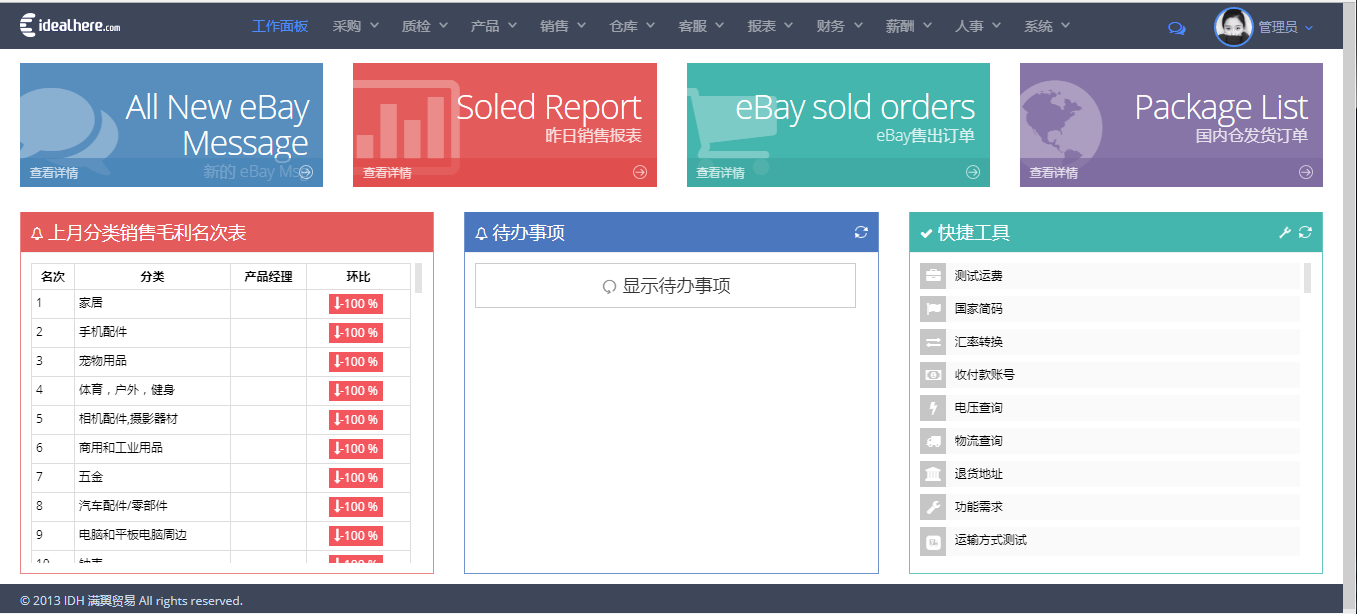 idealhere.com 工作面板 采购 质检 产品 销售 仓库 客服 报表 财务 薪酬 人事 系统 管理员
All New eBay
Message
新的 eBay Ms
查看详情
Soled Report
昨日销售报表
查看详情
eBay sold orders
eBay售出订单
查看详情
Package List
国内仓发货订单
查看详情
上月分类销售毛利名次表
名次 分类 产品经理 环比
1 家居 -100 %
2 手机配件 -100 %
3 宠物用品 -100 %
4 体育，户外，健身 -100 %
5 相机配件,摄影器材 -100 %
6 商用和工业用品 -100 %
7 五金 -100 %
8 汽车配件/零部件 -100 %
9 电脑和平板电脑周边 -100 %
10 钟表 -100 %
待办事项
显示待办事项
快捷工具
测试运费
国家简码
汇率转换
收付款账号
电压查询
物流查询
退货地址
功能需求
运输方式测试
© 2013 IDH 满翼贸易 All rights reserved.